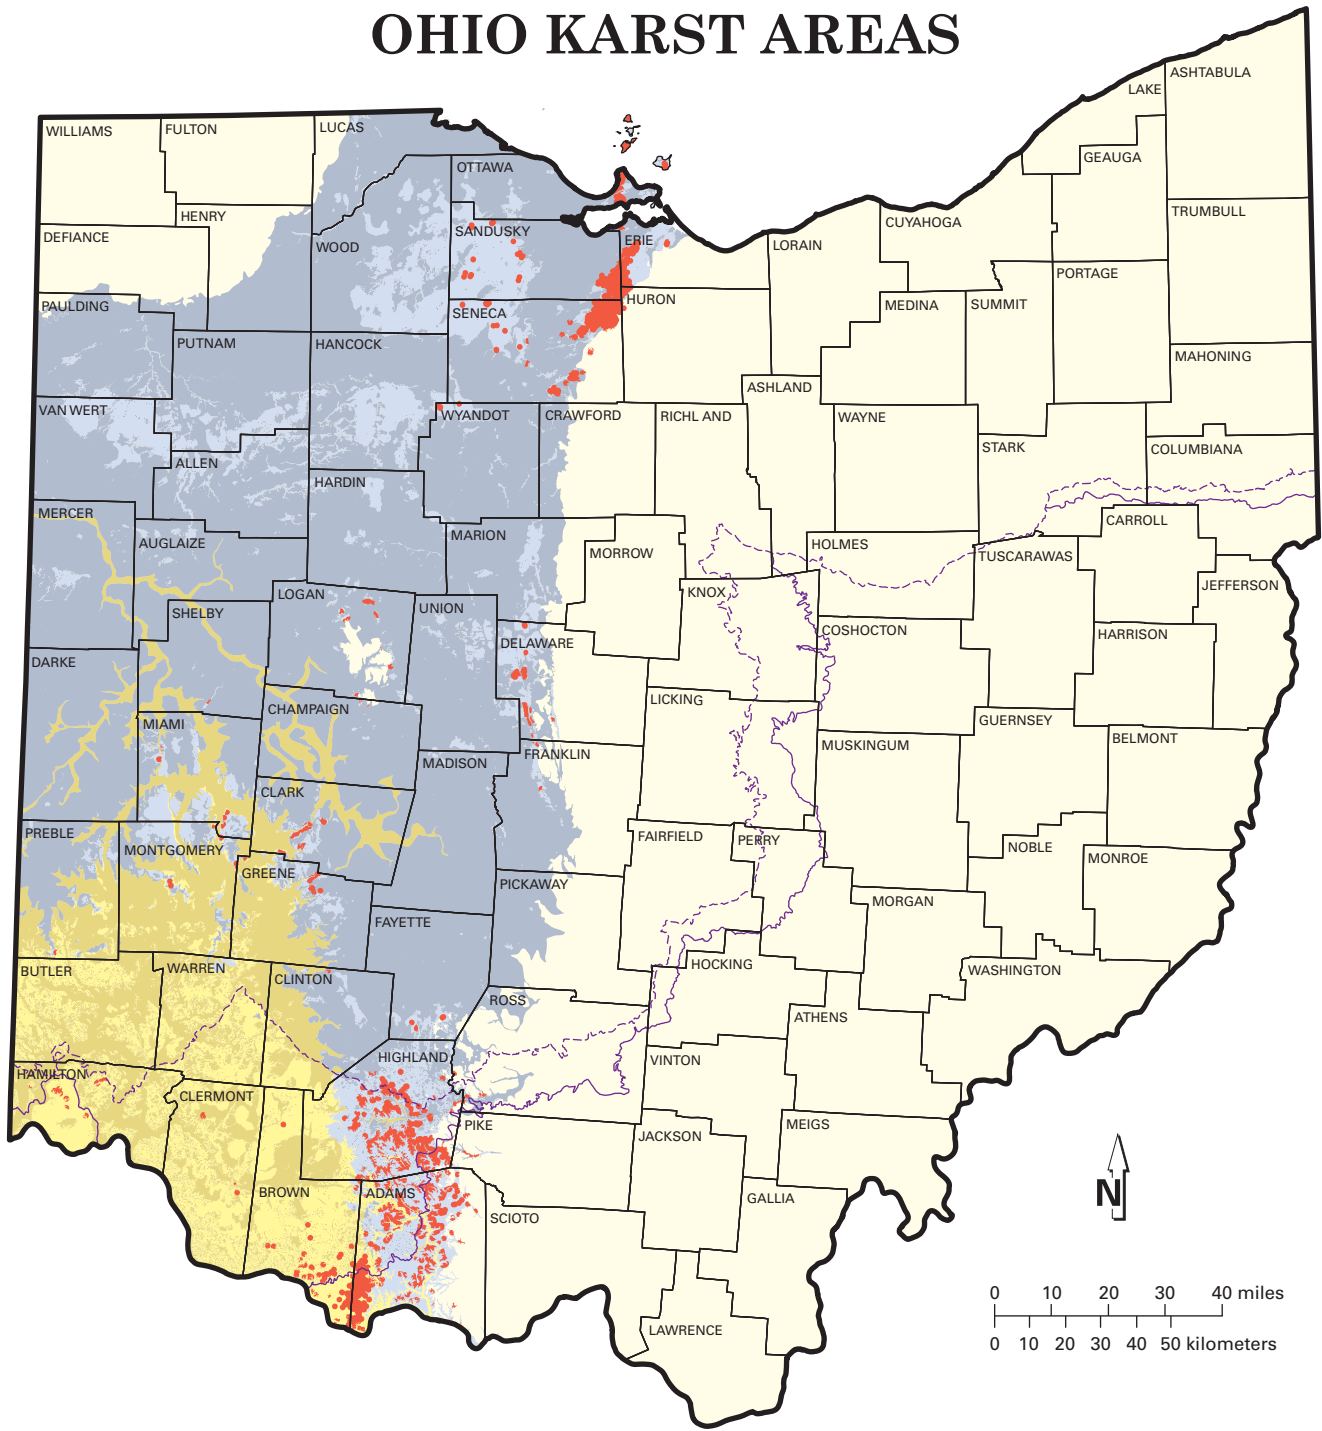 OHIO KARST AREAS
ASHTABULA
LAKE
WILLIAMS
FULTON
LUCAS
GEAUGA
OTTAWA
TRUMBULL
HENRY
CUYAHOGA
DEFIANCE
SANDUSKY
ERIE
WOOD
LORAIN
PORTAGE
PAULDING
HURON
SENECA
MEDINA
SUMMIT
PUTNAM
HANCOCK
MAHONING
ASHLAND
VAN WERT
WYANDOT
CRAWFORD
RICHL AND
WAYNE
STARK
COLUMBIANA
ALLEN
HARDIN
MERCER
CARROLL
MARION
AUGLAIZE
HOLMES
MORROW
TUSCARAWAS
JEFFERSON
LOGAN
KNOX
UNION
SHELBY
COSHOCTON
HARRISON
DELAWARE
DARKE
LICKING
CHAMPAIGN
GUERNSEY
MIAMI
BELMONT
MUSKINGUM
FRANKLIN
MADISON
CLARK
PREBLE
FAIRFIELD
PERRY
NOBLE
MONTGOMERY
MONROE
GREENE
PICKAWAY
MORGAN
FAYETTE
HOCKING
WARREN
BUTLER
WASHINGTON
CLINTON
ROSS
ATHENS
HIGHLAND
VINTON
HAMILTON
CLERMONT
PIKE
MEIGS
JACKSON
BROWN
ADAMS
GALLIA
N
SCIOTO
0 10 20 30 40 miles
LAWRENCE
0 10 20 30 40 50 kilometers